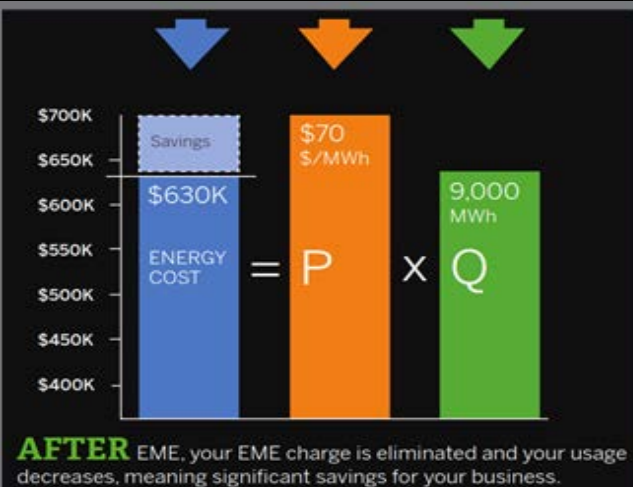 $700K
$650K
$600K
$550K
$500K
$450K
$400K
Savings
$630K
ENERGY
COST
=
$70
$/MWh
P
x
9,000
MWh
Q
AFTER EME, your EME charge is eliminated and your usage
decreases, meaning significant savings for your business.